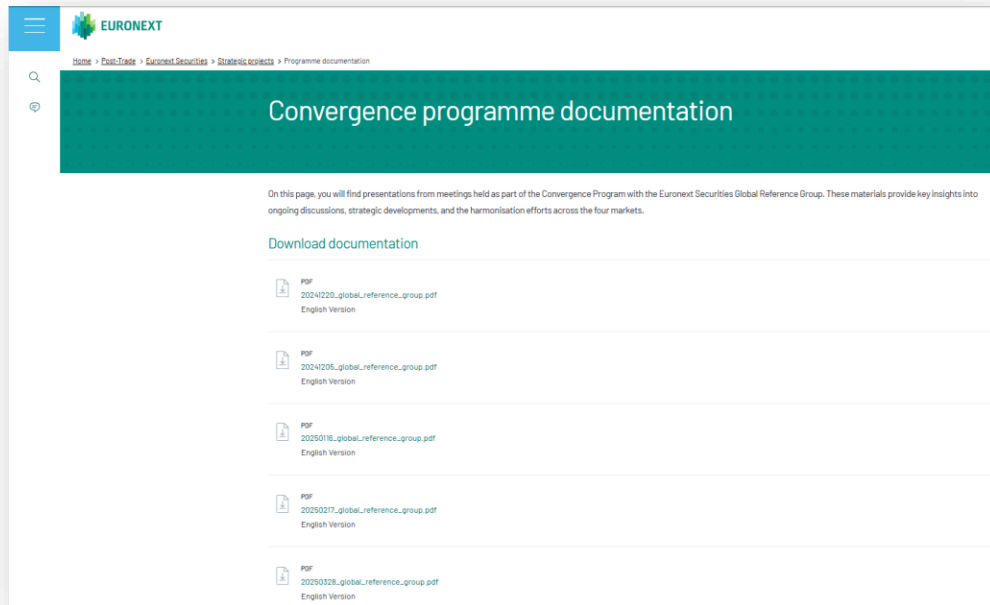 EURONEXT
Home > Post-Trade > Euronext Securities > Strategic projects > Programme documentation
Convergence programme documentation
On this page, you will find presentations from meetings held as part of the Convergence Program with the Euronext Securities Global Reference Group. These materials provide key insights into
ongoing discussions, strategic developments, and the harmonisation efforts across the four markets.
Download documentation
PDF
20241220_global_reference_group.pdf
English Version
PDF
20241205_global_reference_group.pdf
English Version
PDF
20250116_global_reference_group.pdf
English Version
PDF
20250217_global_reference_group.pdf
English Version
PDF
20250328_global_reference_group.pdf
English Version